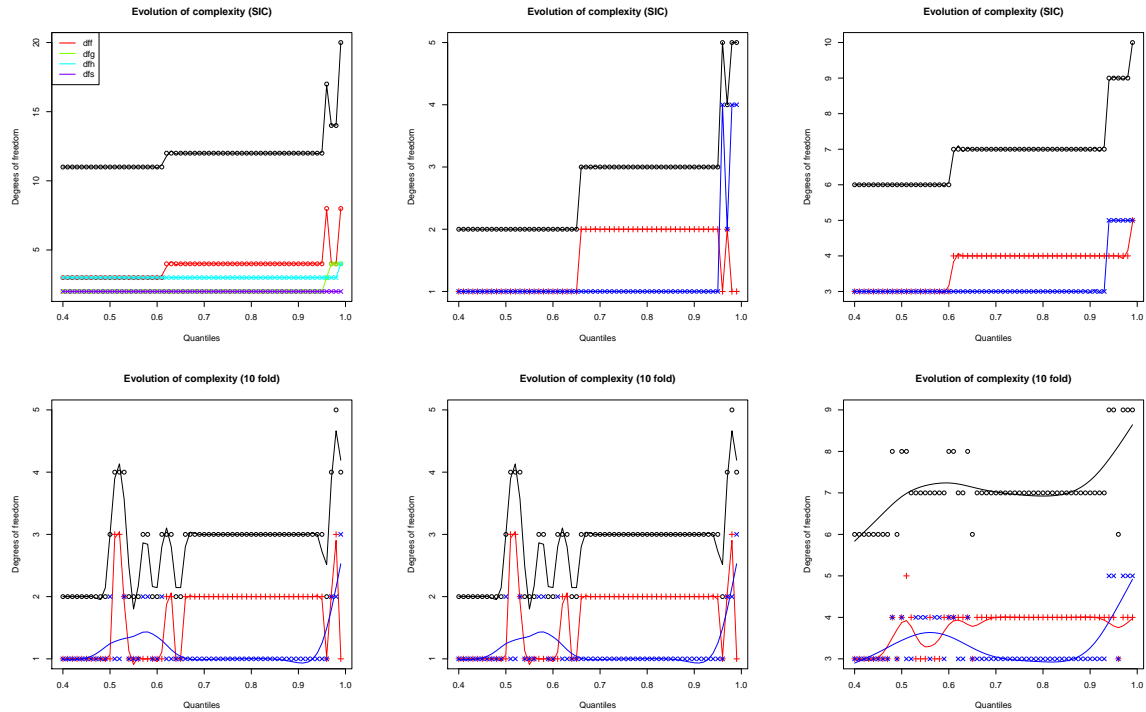 Evolution of complexity (SIC)
Degrees of freedom
20
15
10
5
dff
dfg
dfh
dfs
0.4 0.5 0.6 0.7 0.8 0.9 1.0
Quantiles
Evolution of complexity (SIC)
Degrees of freedom
5
4
3
2
1
0.4 0.5 0.6 0.7 0.8 0.9 1.0
Quantiles
Evolution of complexity (SIC)
Degrees of freedom
10
9
8
7
6
5
4
3
0.4 0.5 0.6 0.7 0.8 0.9 1.0
Quantiles
Evolution of complexity (10 fold)
Degrees of freedom
5
4
3
2
1
0.4 0.5 0.6 0.7 0.8 0.9 1.0
Quantiles
Evolution of complexity (10 fold)
Degrees of freedom
5
4
3
2
1
0.4 0.5 0.6 0.7 0.8 0.9 1.0
Quantiles
Evolution of complexity (10 fold)
Degrees of freedom
9
8
7
6
5
4
3
0.4 0.5 0.6 0.7 0.8 0.9 1.0
Quantiles